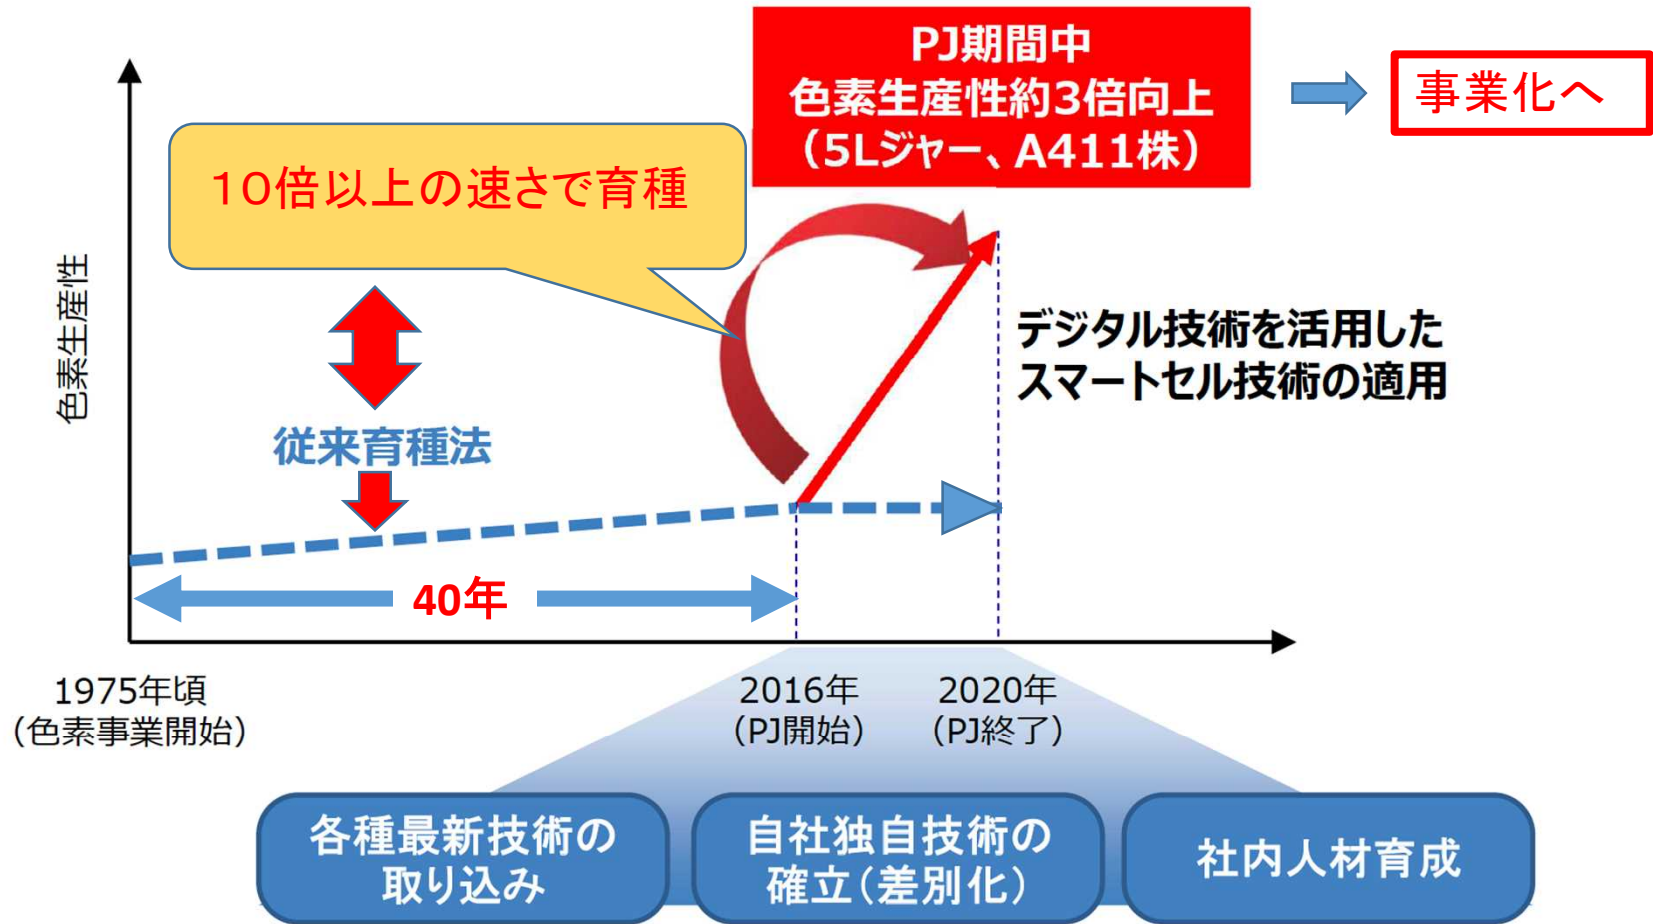 PJ期間中
色素生産性約3倍向上
（5Lジャー、A411株）
事業化へ
１０倍以上の速さで育種
色素生産性
デジタル技術を活用した
スマートセル技術の適用
従来育種法
40年
1975年頃
（色素事業開始）
2016年
（PJ開始）
2020年
（PJ終了）
各種最新技術の
取り込み
自社独自技術の
確立（差別化）
社内人材育成